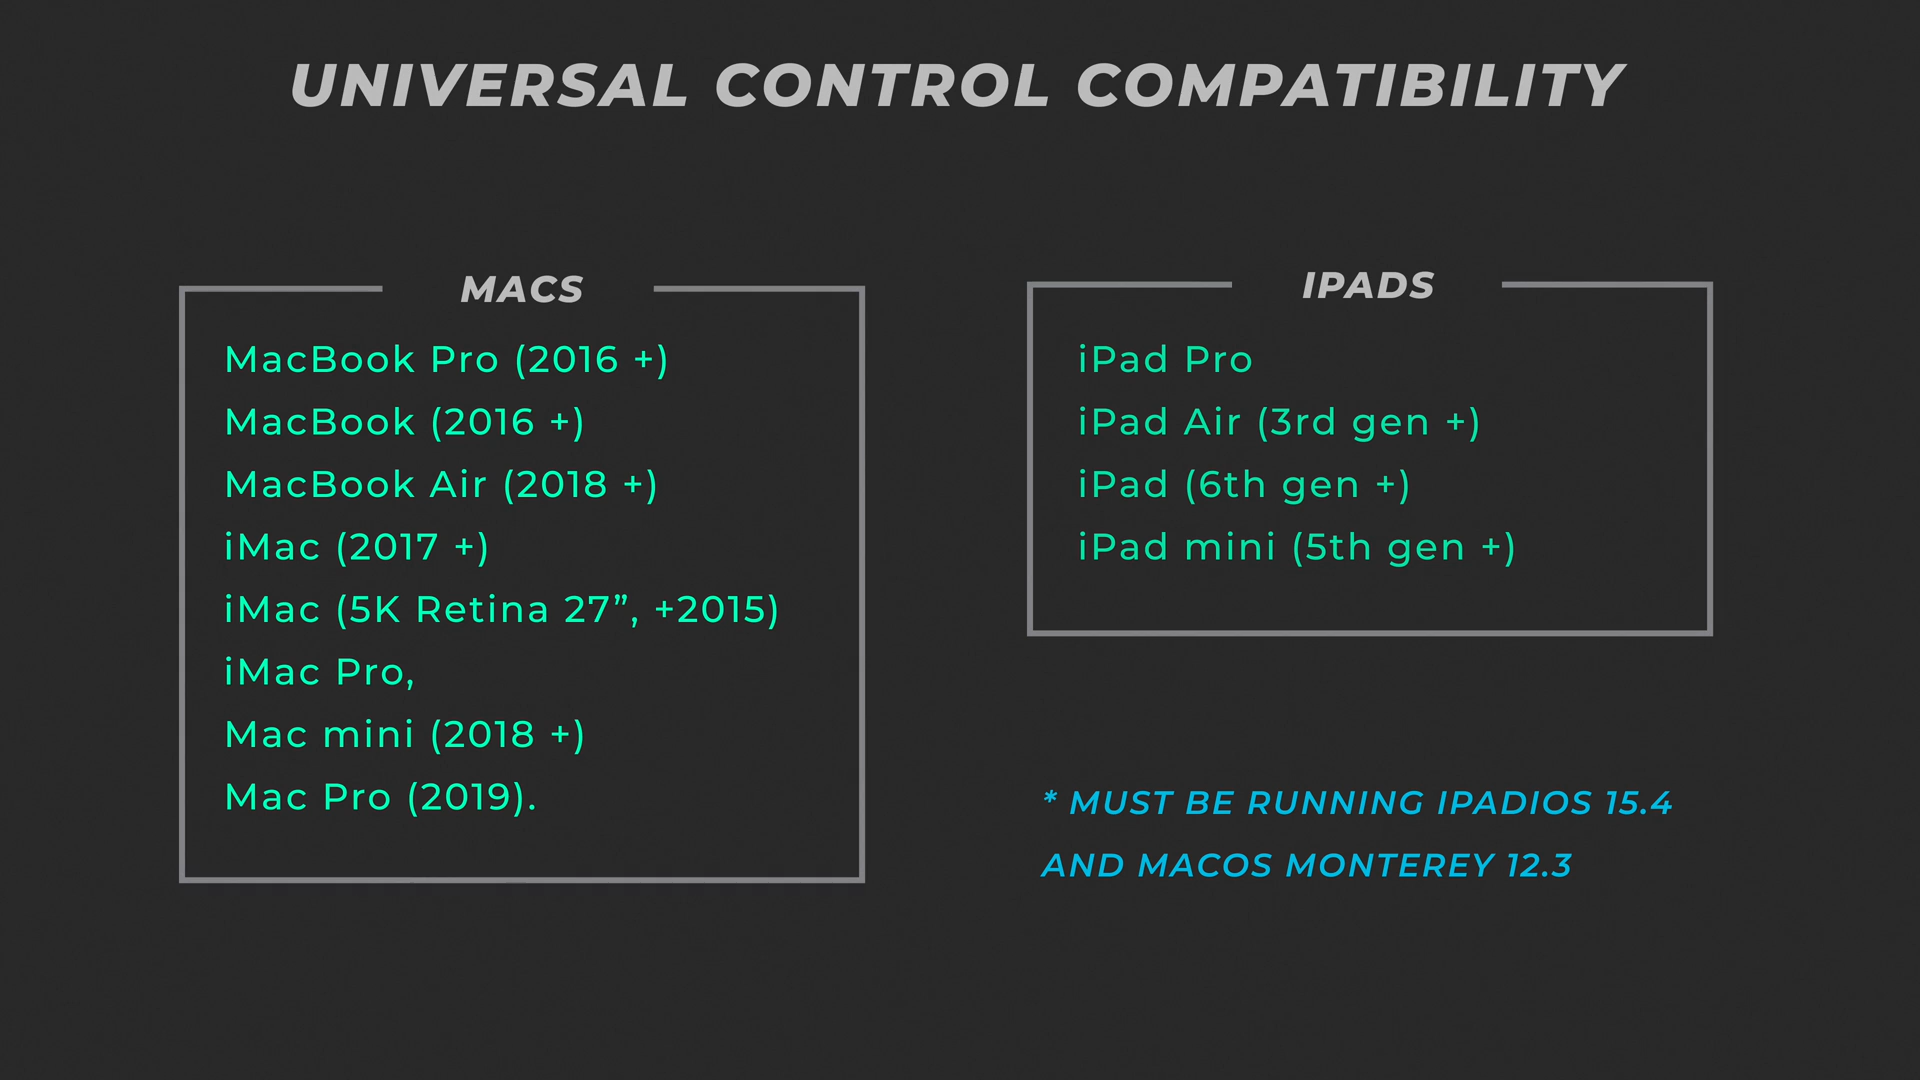 UNIVERSAL CONTROL COMPATIBILITY
MACS
MacBook Pro (2016 +)
MacBook (2016 +)
MacBook Air (2018 +)
iMac (2017 +)
iMac (5K Retina 27”, +2015)
iMac Pro,
Mac mini (2018 +)
Mac Pro (2019).
IPADS
iPad Pro
iPad Air (3rd gen +)
iPad (6th gen +)
iPad mini (5th gen +)
* MUST BE RUNNING IPADIOS 15.4
AND MACOS MONTEREY 12.3